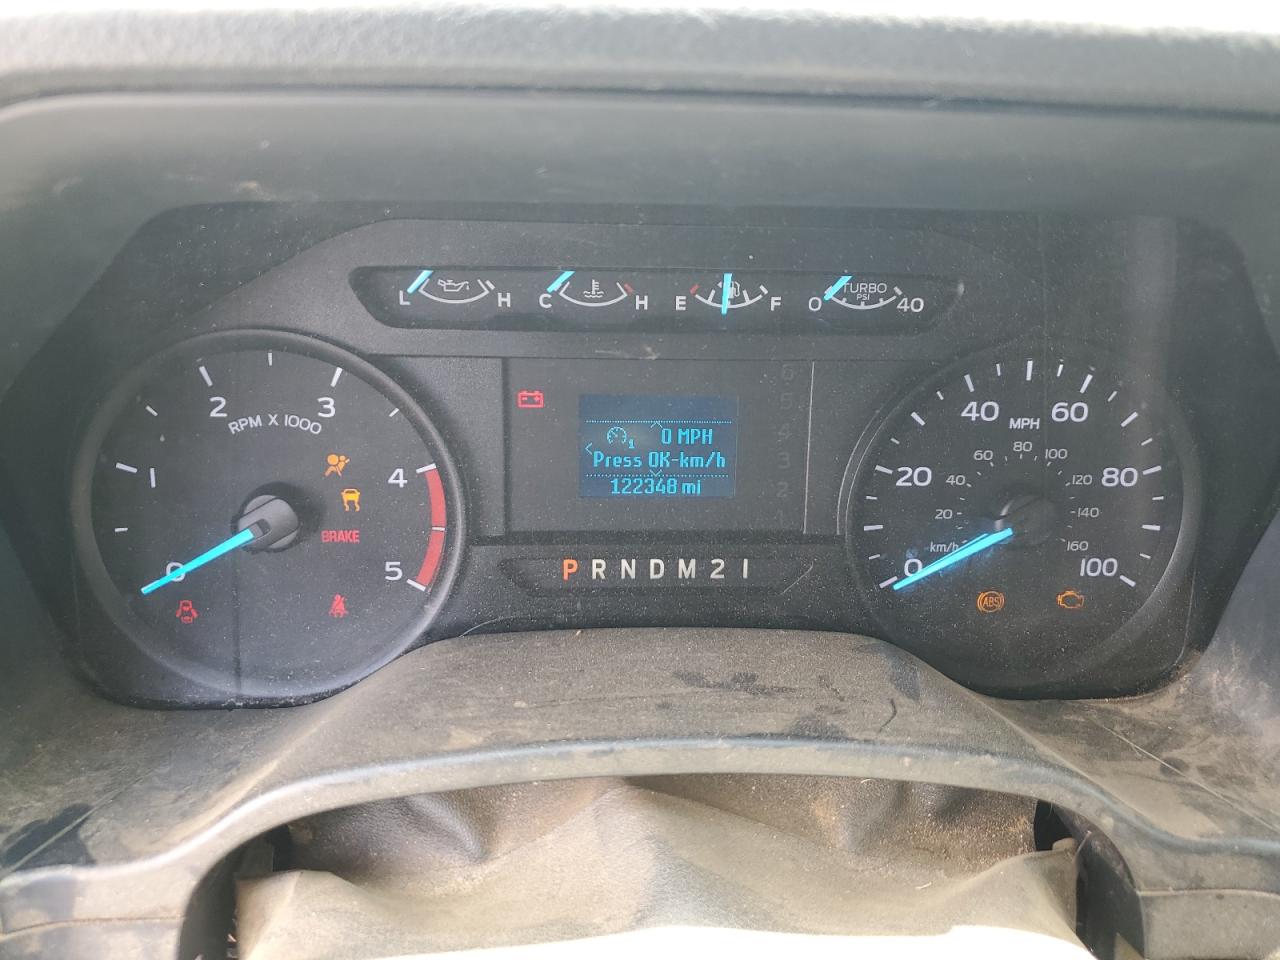 L H C H E F 0 TURBO PSI 40
2 3
RPM X 1000
1 4
BRAKE
0 5
6
5
4
3
2
1 0 MPH
Press OK-km/h
122348 mi
P R N D M 2 1
40 MPH 60
60 80 100
20 40 120 80
20 140
km/h 160
0 100
ABS